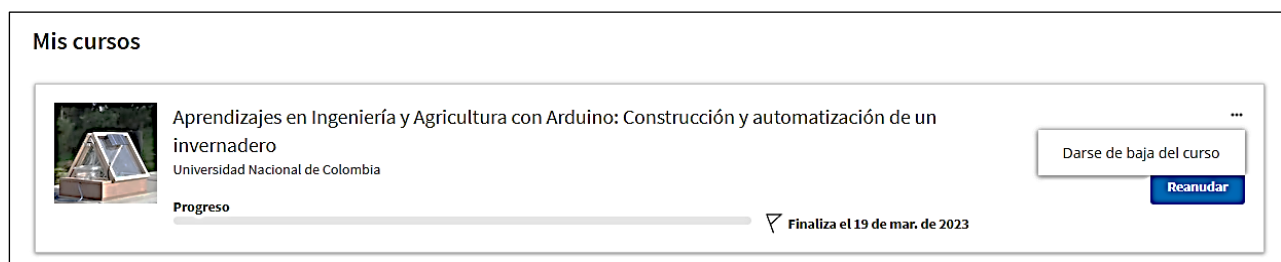 Mis cursos
Aprendizajes en Ingeniería y Agricultura con Arduino: Construcción y automatización de un
invernadero
Universidad Nacional de Colombia
...
Darse de baja del curso
Reanudar
Progreso
Finaliza el 19 de mar. de 2023